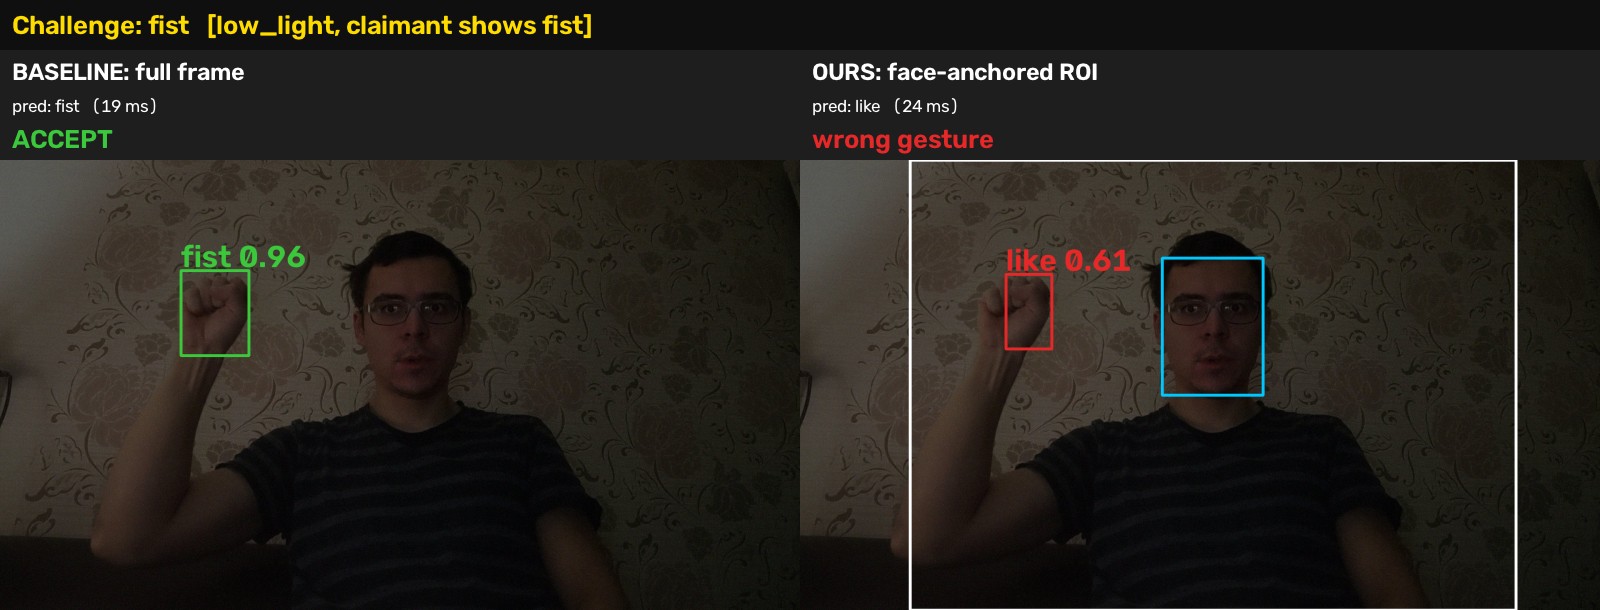 Challenge: fist [low_light, claimant shows fist]
BASELINE: full frame
pred: fist (19 ms)
ACCEPT
fist 0.96
OURS: face-anchored ROI
pred: like (24 ms)
wrong gesture
like 0.61